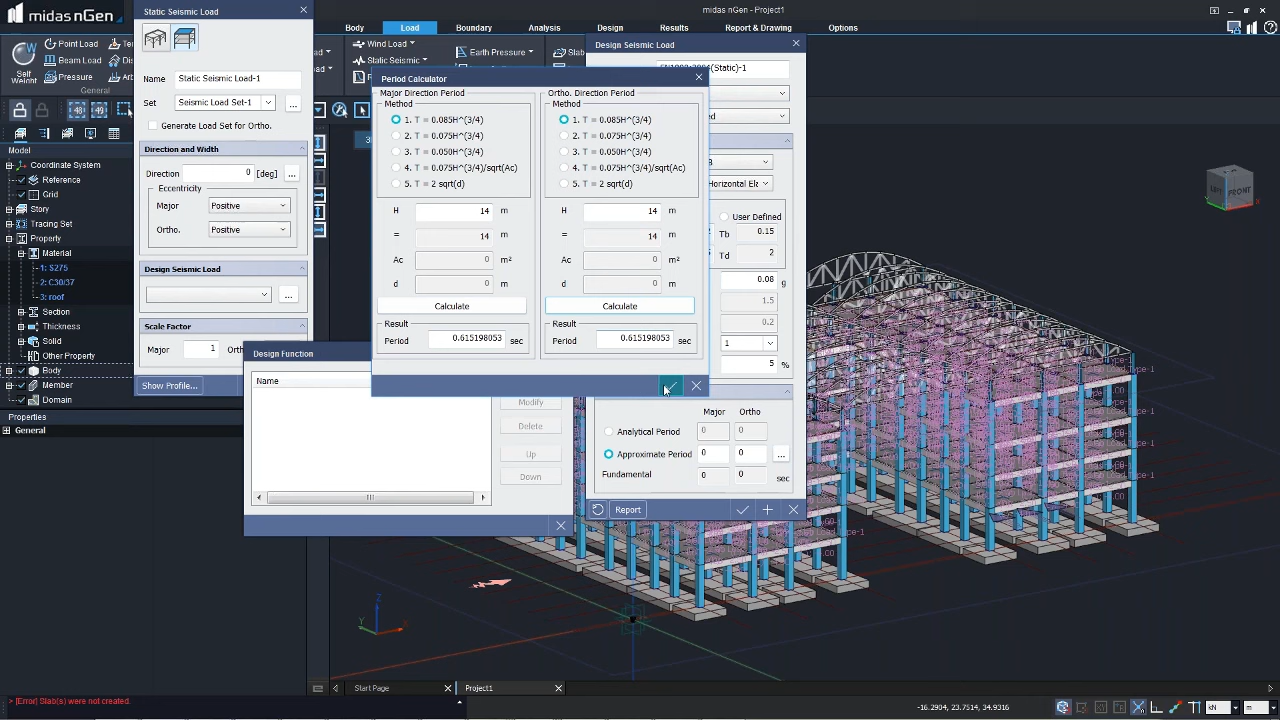 midas nGen
midas nGen - Project1
Body
Load
Boundary
Analysis
Results
Report & Drawing
Options
Self
Point Load
Beam Load
Pressure
General
Wind Load
Static Seismic
Earth Pressure
Static Seismic Load
Name
Static Seismic Load-1
Set
Seismic Load Set-1
...
Generate Load Set for Ortho.
Direction and Width
Direction
0
[deg]
...
Eccentricity
Major
Positive
Ortho.
Positive
Design Seismic Load
...
Scale Factor
Major
1
Show Profile...
Model
Coordinate System
Reference
Grid
Story
Tracing Set
Property
Material
1: S275
2: C30/37
3: roof
Section
Thickness
Solid
Other Property
Body
Member
Domain
Properties
General
Design Function
Name
Modify
Delete
Up
Down
Period Calculator
Major Direction Period
Method
1. T = 0.085H^(3/4)
2. T = 0.075H^(3/4)
3. T = 0.050H^(3/4)
4. T = 0.075H^(3/4)/sqrt(Ac)
5. T = 2 sqrt(d)
H
14
m
=
14
m
Ac
0
m²
d
0
m
Calculate
Result
Period
0.615198053
sec
Ortho. Direction Period
Method
1. T = 0.085H^(3/4)
2. T = 0.075H^(3/4)
3. T = 0.050H^(3/4)
4. T = 0.075H^(3/4)/sqrt(Ac)
5. T = 2 sqrt(d)
H
14
m
=
14
m
Ac
0
m²
d
0
m
Calculate
Result
Period
0.615198053
sec
Design Seismic Load
User Defined
Tb
0.15
Td
2
0.08
g
1.5
0.2
1
5
%
Major
Ortho
Analytical Period
0
0
Approximate Period
0
0
...
Fundamental
0
0
sec
Report
LEFT
FRONT
Z
Y
X
Start Page
Project1
> [Error] Slab(s) were not created.
-16.2904, 23.7514, 34.9316
kN
m